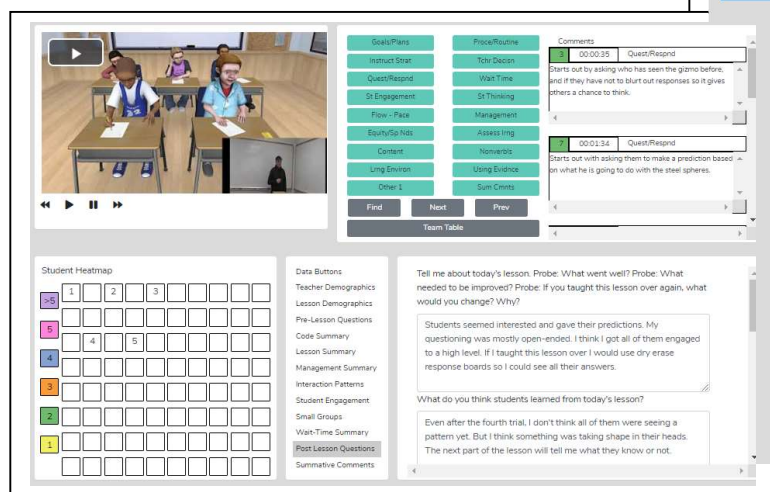 Goals/Plans
Proce/Routine
Instruct Strat
Tchr Decisn
Quest/Respnd
Wait Time
St Engagement
St Thinking
Flow - Pace
Management
Equity/Sp Nds
Assess lrng
Content
Nonverbls
Lrng Environ
Using Evidnce
Other 1
Sum Cmnts
Find
Next
Prev
Team Table
Comments
3 00:00:35 Quest/Respnd
Starts out by asking who has seen the gizmo before,
and if they have not to blurt out responses so it gives
others a chance to think.
7 00:01:34 Quest/Respnd
Starts out with asking them to make a prediction based
on what he is going to do with the steel spheres.
Student Heatmap
>5
5
4
3
2
1
1 2 3
4 5
Data Buttons
Teacher Demographics
Lesson Demographics
Pre-Lesson Questions
Code Summary
Lesson Summary
Management Summary
Interaction Patterns
Student Engagement
Small Groups
Wait-Time Summary
Post Lesson Questions
Summative Comments
Tell me about today's lesson. Probe: What went well? Probe: What
needed to be improved? Probe: If you taught this lesson over again, what
would you change? Why?
Students seemed interested and gave their predictions. My
questioning was mostly open-ended. I think I got all of them engaged
to a high level. If I taught this lesson over I would use dry erase
response boards so I could see all their answers.
What do you think students learned from today's lesson?
Even after the fourth trial, I don't think all of them were seeing a
pattern yet. But I think something was taking shape in their heads.
The next part of the lesson will tell me what they know or not.